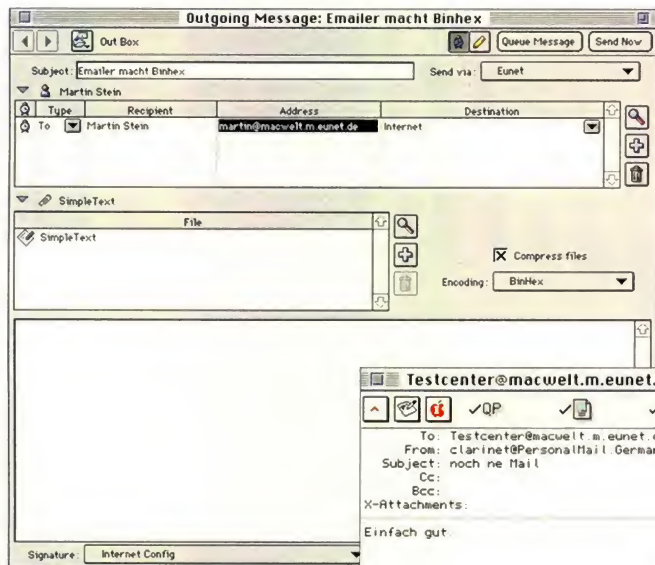 Outgoing Message: Emailer macht Binhex
Out Box
Queue Message
Send Now
Subject: Emailer macht Binhex
Send via: Eunet
Martin Stein
Type Recipient Address Destination
To Martin Stein martin@macwelt.m.eunet.de Internet
SimpleText
File
SimpleText
Compress files
Encoding: BinHex
Testcenter@macwelt.m.eunet.
QP
To: Testcenter@macwelt.m.eunet.
From: clarinet@PersonalMail.German
Subject: noch ne Mail
Cc:
Bcc:
X-Attachments:
Einfach gut.
Signature: Internet Config